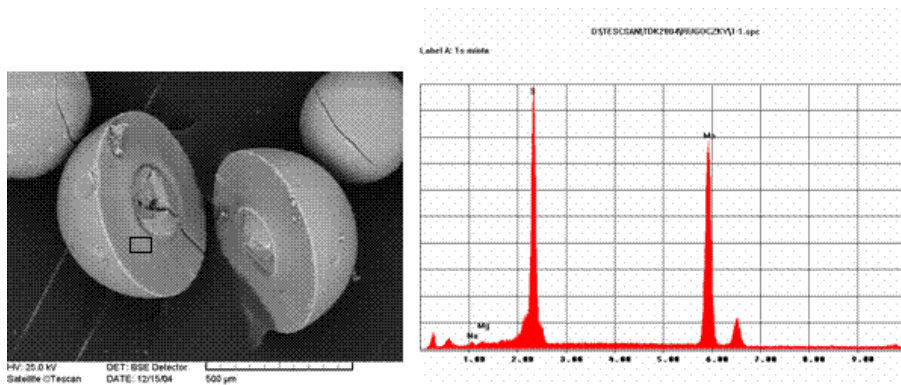 Label A: 1s minta
S
Mn
Na
Mg
1.00 2.00 3.00 4.00 5.00 6.00 7.00 8.00 9.00
HV: 25.0 kV DET: BSE Detector
Satellite ©Tescan DATE: 12/15/04 500 µm